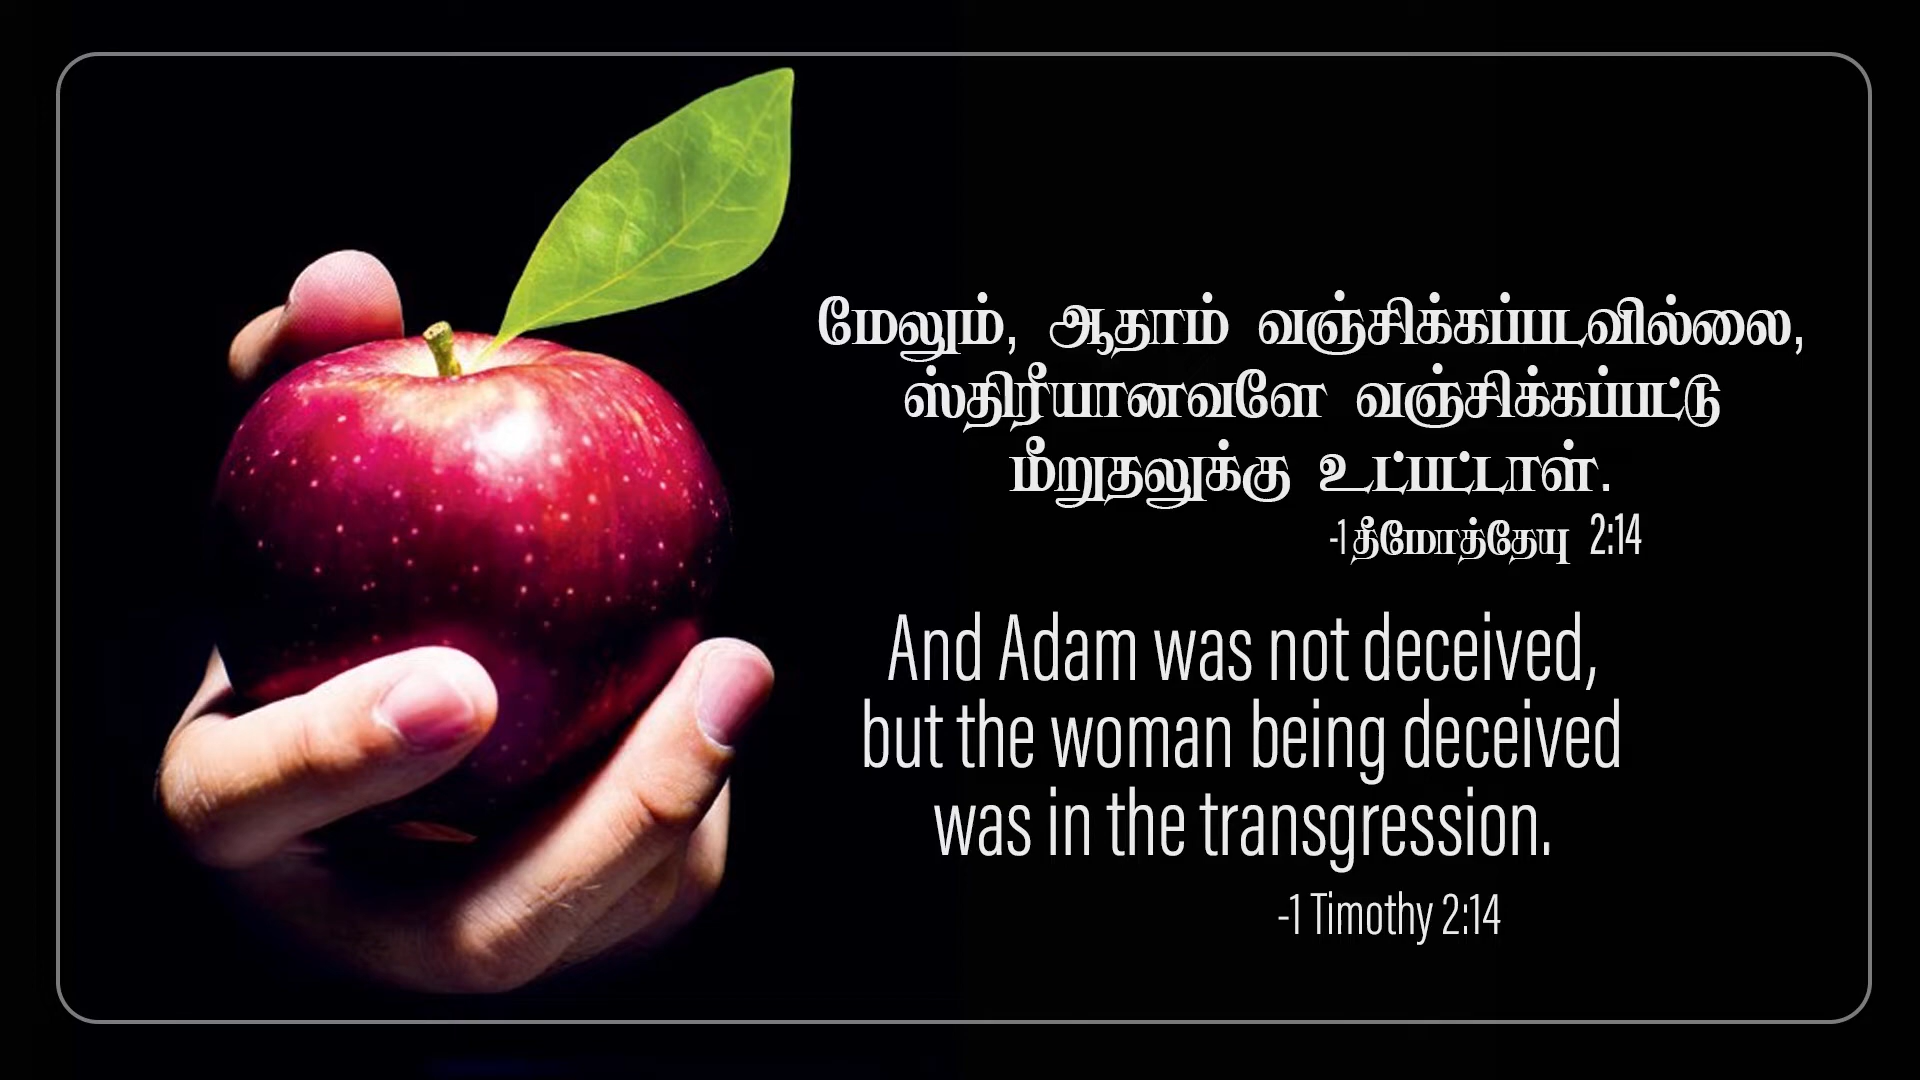 மேலும், ஆதாம் வஞ்சிக்கப்படவில்லை,
ஸ்திரீயானவளே வஞ்சிக்கப்பட்டு
மீறுதலுக்கு உட்பட்டாள்.
-1தீமோத்தேயு 2:14
And Adam was not deceived,
but the woman being deceived
was in the transgression.
-1 Timothy 2:14